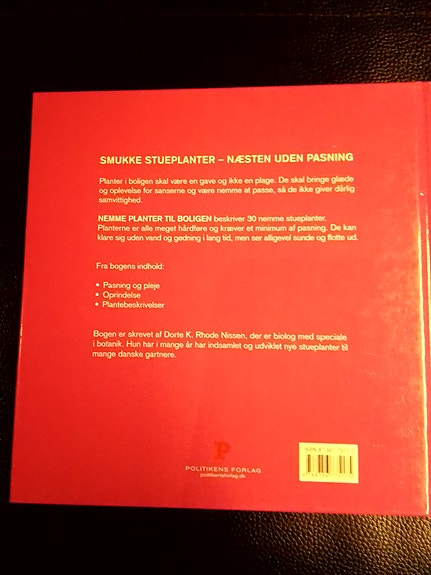 SMUKKE STUEPLANTER – NÆSTEN UDEN PASNING
Planter i boligen skal være en gave og ikke en plage. De skal bringe glæde
og oplevelse for sanserne og være nemme at passe, så de ikke giver dårlig
samvittighed.
NEMME PLANTER TIL BOLIGEN beskriver 30 nemme stueplanter.
Planterne er alle meget hårdføre og kræver et minimum af pasning. De kan
klare sig uden vand og gødning i lang tid, men ser alligevel sunde og flotte ud.
Fra bogens indhold:
• Pasning og pleje
• Oprindelse
• Plantebeskrivelser
Bogen er skrevet af Dorte K. Rhode Nissen, der er biolog med speciale
i botanik. Hun har i mange år har indsamlet og udviklet nye stueplanter til
mange danske gartnere.
P
POLITIKENS FORLAG
politikensforlag.dk